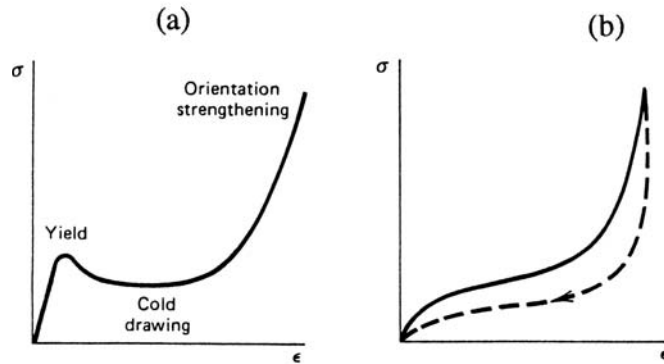 (a)
σ
Orientation
strengthening
Yield
Cold
drawing
ϵ
(b)
σ
ϵ